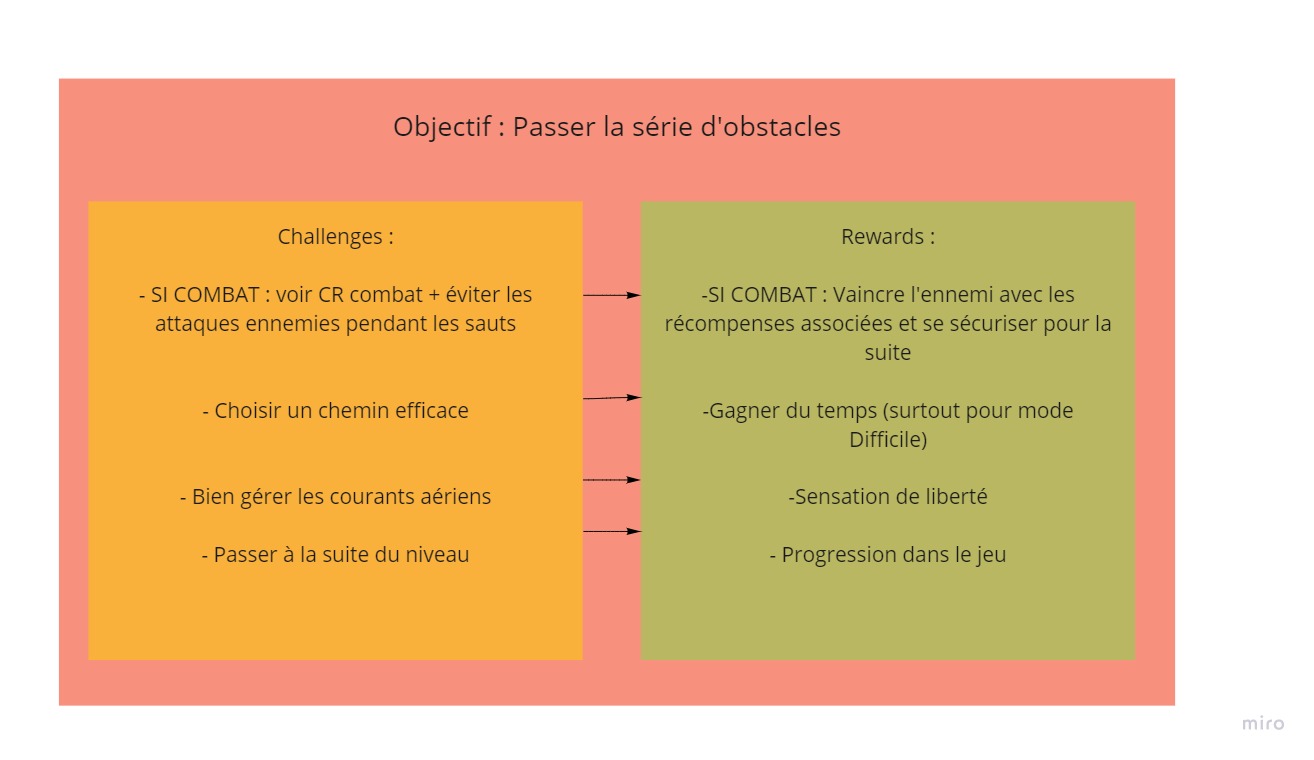 Objectif : Passer la série d'obstacles
Challenges :
- SI COMBAT : voir CR combat + éviter les
attaques ennemies pendant les sauts
- Choisir un chemin efficace
- Bien gérer les courants aériens
- Passer à la suite du niveau
Rewards :
-SI COMBAT : Vaincre l'ennemi avec les
récompenses associées et se sécuriser pour la
suite
-Gagner du temps (surtout pour mode
Difficile)
-Sensation de liberté
- Progression dans le jeu
miro